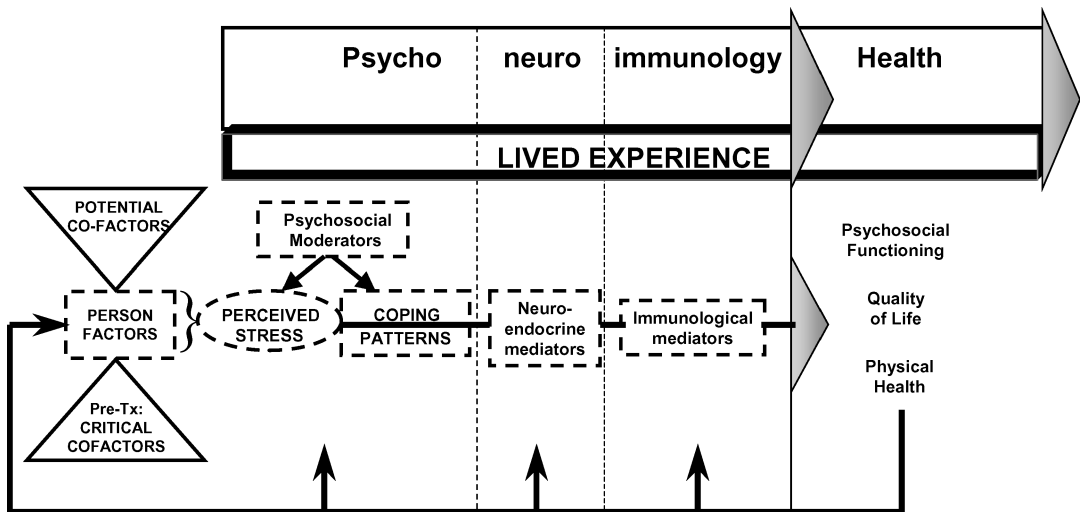 Psycho neuro immunology Health
LIVED EXPERIENCE
POTENTIAL
CO-FACTORS
Psychosocial
Moderators
Psychosocial
Functioning
PERSON
FACTORS
PERCEIVED
STRESS
COPING
PATTERNS
Neuro-
endocrine
mediators
Immunological
mediators
Quality
of Life
Physical
Health
Pre-Tx:
CRITICAL
COFACTORS